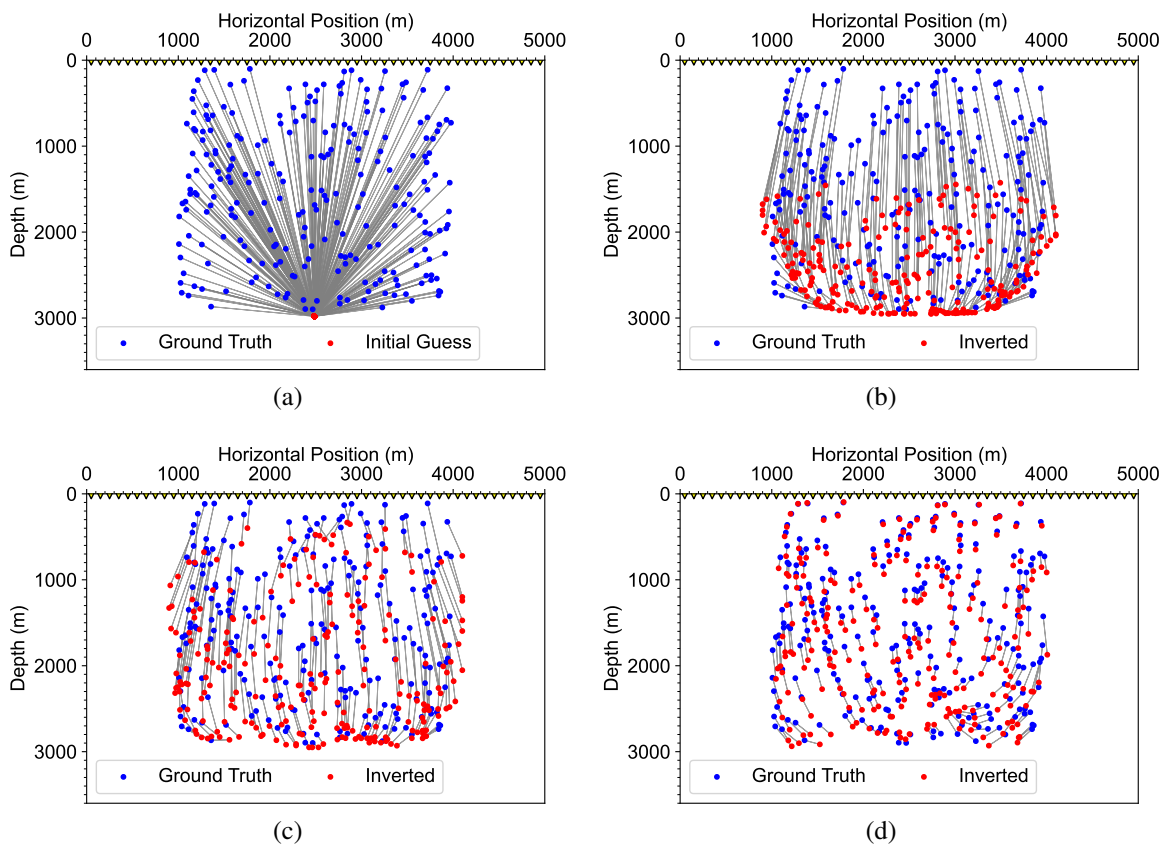 Horizontal Position (m)
0 1000 2000 3000 4000 5000
0
1000
2000
3000
Depth (m)
Ground Truth Initial Guess
(a)
Horizontal Position (m)
0 1000 2000 3000 4000 5000
0
1000
2000
3000
Depth (m)
Ground Truth Inverted
(b)
Horizontal Position (m)
0 1000 2000 3000 4000 5000
0
1000
2000
3000
Depth (m)
Ground Truth Inverted
(c)
Horizontal Position (m)
0 1000 2000 3000 4000 5000
0
1000
2000
3000
Depth (m)
Ground Truth Inverted
(d)